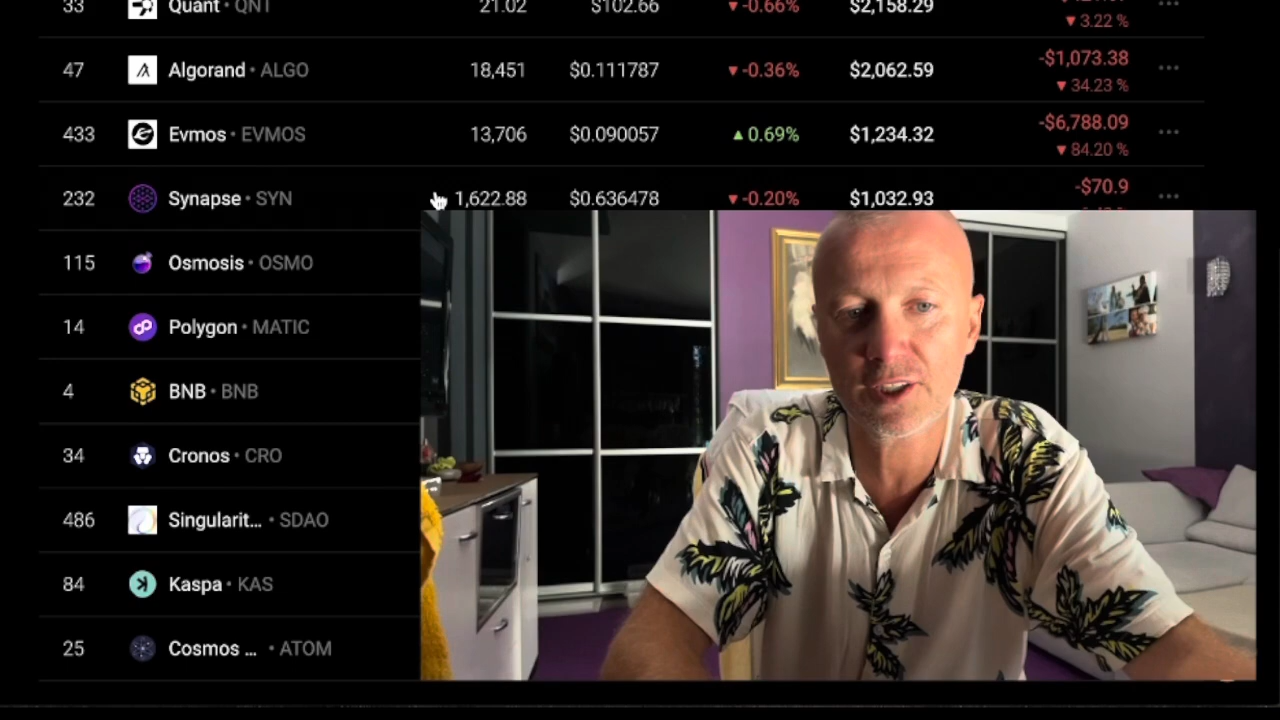 33 Quant • QNT 21.02 $102.66 ▼-0.66% $2,158.29
▼ 3.22 %
47 Algorand • ALGO 18,451 $0.111787 ▼-0.36% $2,062.59 -$1,073.38
▼ 34.23 %
433 Evmos • EVMOS 13,706 $0.090057 ▲0.69% $1,234.32 -$6,788.09
▼ 84.20 %
232 Synapse • SYN 1,622.88 $0.636478 ▼-0.20% $1,032.93 -$70.9
115 Osmosis • OSMO
14 Polygon • MATIC
4 BNB • BNB
34 Cronos • CRO
486 Singularit... • SDAO
84 Kaspa • KAS
25 Cosmos ... • ATOM